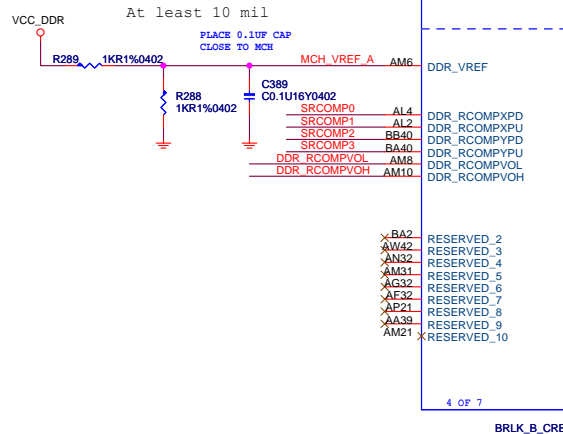 At least 10 mil
VCC_DDR
PLACE 0.1UF CAP
CLOSE TO MCH
R289
1KR1%0402
MCH_VREF_A
AM6
DDR_VREF
R288
1KR1%0402
C389
C0.1U16Y0402
SRCOMP0
AL4
DDR_RCOMPXPD
SRCOMP1
AL2
DDR_RCOMPXPU
SRCOMP2
BB40
DDR_RCOMPYPD
SRCOMP3
BA40
DDR_RCOMPYPU
DDR_RCOMPVOL
AM8
DDR_RCOMPVOL
DDR_RCOMPVOH
AM10
DDR_RCOMPVOH
BA2
RESERVED_2
AW42
RESERVED_3
AN32
RESERVED_4
AM31
RESERVED_5
AG32
RESERVED_6
AF32
RESERVED_7
AP21
RESERVED_8
AA39
RESERVED_9
AM21
RESERVED_10
4 OF 7
BRLK_B_CRE